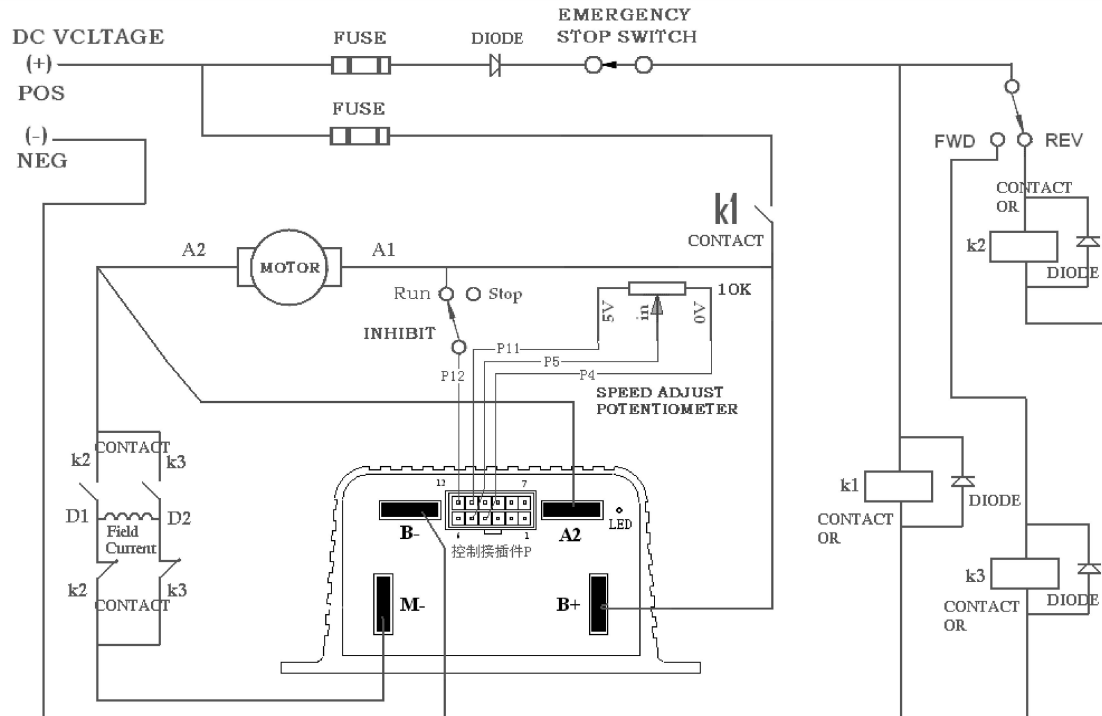 EMERGENCY
STOP SWITCH
DC VCLTAGE
FUSE
DIODE
(+)
POS
FUSE
(-)
NEG
FWD
REV
CONTACT
OR
k1
CONTACT
k2
DIODE
A2
MOTOR
A1
Run
Stop
5V
in
0V
10K
INHIBIT
P11
P5
P12
P4
SPEED ADJUST
POTENTIOMETER
k2
CONTACT
k3
D1
D2
Field
Current
k2
CONTACT
k3
12
7
B-
A2
LED
6
1
控制接插件P
M-
B+
k1
DIODE
CONTACT
OR
k3
DIODE
CONTACT
OR